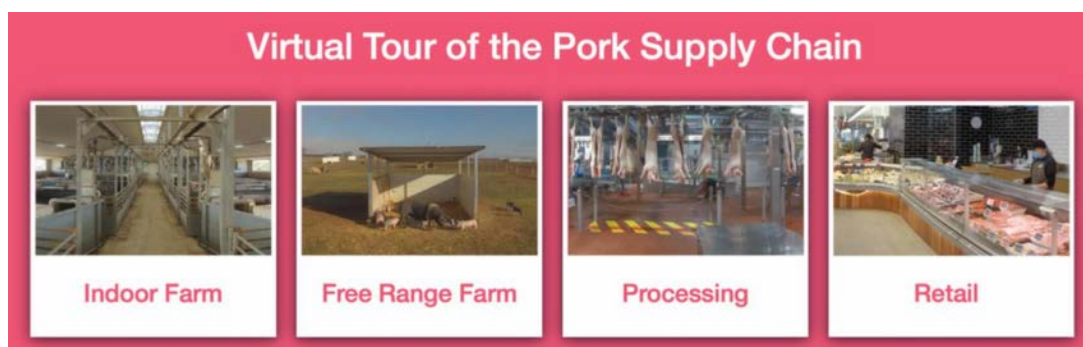 Virtual Tour of the Pork Supply Chain
Indoor Farm
Free Range Farm
Processing
Retail